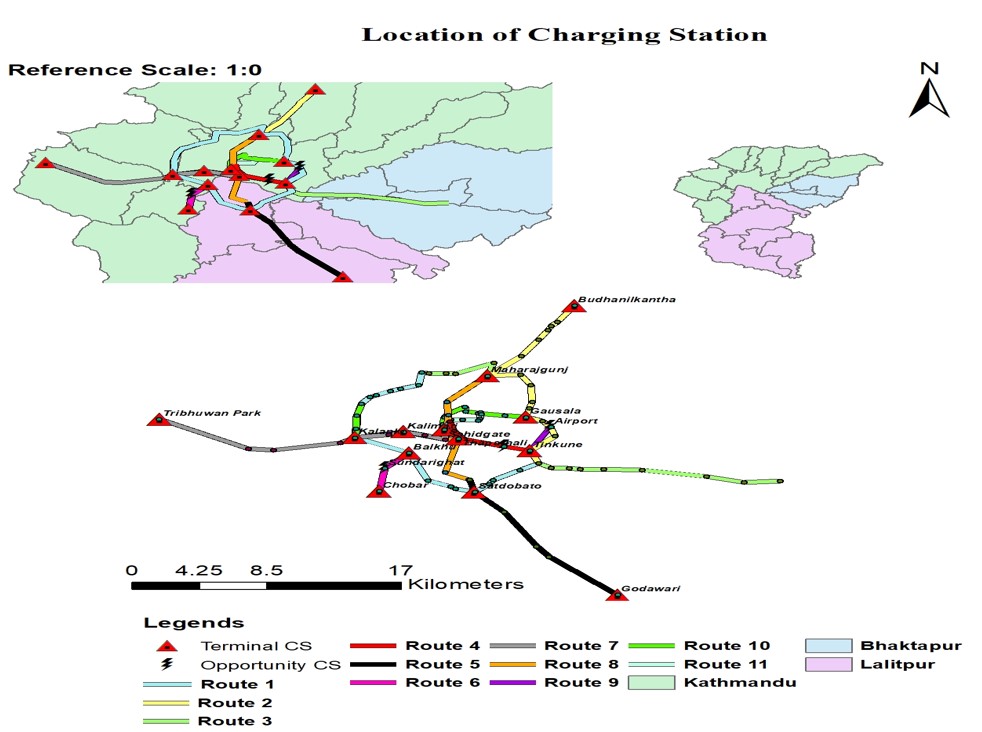 Location of Charging Station
Reference Scale: 1:0
N
Budhanilkantha
Maharajgunj
Tribhuwan Park
Gausala
Airport
Kalimati
Kalanki
Tinkune
Balkhu
Sundarighat
Chobar
Satdobato
Godawari
0 4.25 8.5 17
Kilometers
Legends
Terminal CS Route 4 Route 7 Route 10 Bhaktapur
Opportunity CS Route 5 Route 8 Route 11 Lalitpur
Route 1 Route 6 Route 9 Kathmandu
Route 2
Route 3